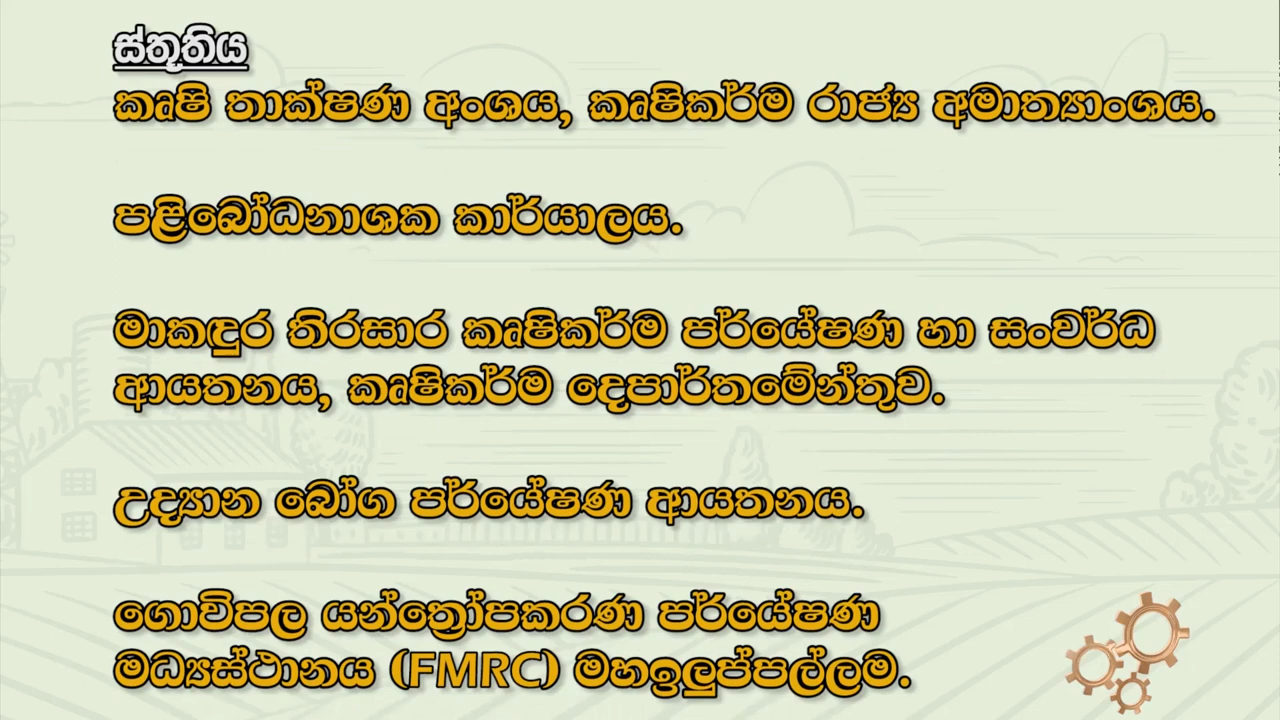 ස්තූතිය
කෘෂි තාක්ෂණ අංශය, කෘෂිකර්ම රාජ්‍ය අමාත්‍යාංශය.
පළිබෝධනාශක කාර්යාලය.
මාකඳුර තිරසාර කෘෂිකර්ම පර්යේෂණ හා සංවර්ධ
ආයතනය, කෘෂිකර්ම දෙපාර්තමේන්තුව.
උද්‍යාන බෝග පර්යේෂණ ආයතනය.
ගොවිපල යන්ත්‍රෝපකරණ පර්යේෂණ
මධ්‍යස්ථානය (FMRC) මහඉලුප්පල්ලම.